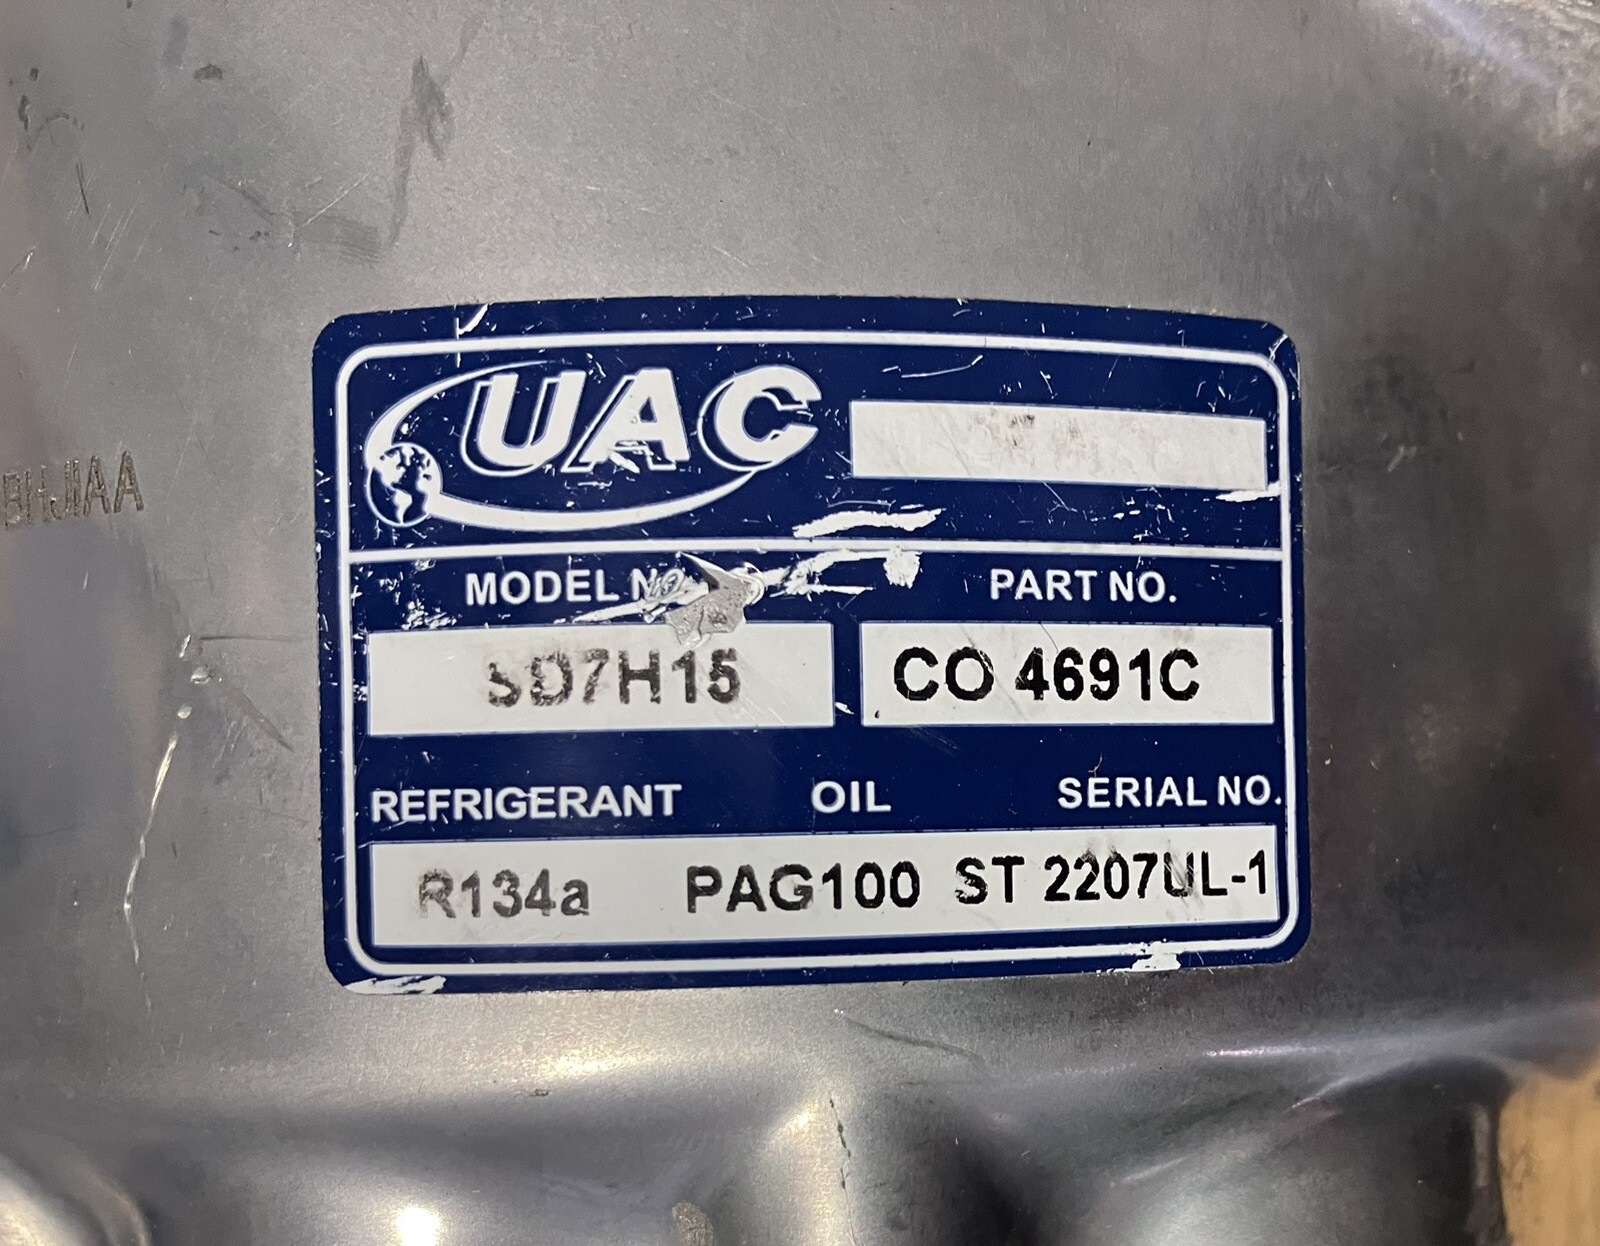 UAC
BHJIAA
MODEL NO.
PART NO.
SD7H15
CO 4691C
REFRIGERANT OIL SERIAL NO.
R134a PAG100 ST 2207UL-1